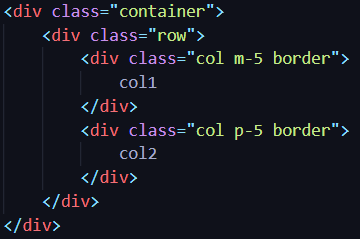 <div class="container">
    <div class="row">
        <div class="col m-5 border">
            col1
        </div>
        <div class="col p-5 border">
            col2
        </div>
    </div>
</div>